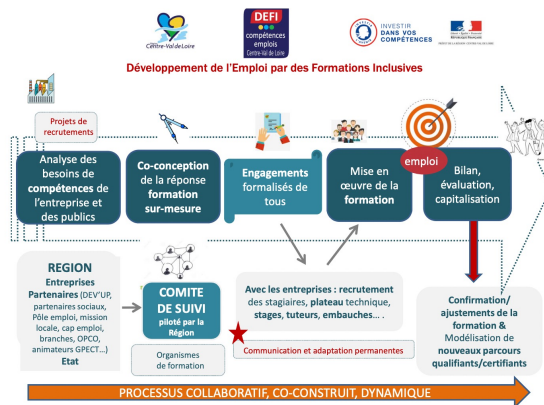 Centre-Val de Loire
DEFI
compétences
emplois
Centre-Val de Loire
INVESTIR
DANS VOS
COMPÉTENCES
RÉPUBLIQUE FRANÇAISE
Développement de l'Emploi par des Formations Inclusives
Projets de
recrutements
Analyse des
besoins de
compétences de
l'entreprise et
des publics
Co-conception
de la réponse
formation
sur-mesure
Engagements
formalisés de
tous
Mise en
œuvre de la
formation
emploi
Bilan,
évaluation,
capitalisation
REGION
Entreprises
Partenaires (DEV'UP,
partenaires sociaux,
Pôle emploi, mission
locale, cap emploi,
branches, OPCO,
animateurs GPECT…)
Etat
COMITE
DE SUIVI
piloté par la
Région
Organismes
de formation
Avec les entreprises : recrutement
des stagiaires, plateau technique,
stages, tuteurs, embauches… .
Communication et adaptation permanentes
Confirmation/
ajustements de la
formation &
Modélisation de
nouveaux parcours
qualifiants/certifiants
PROCESSUS COLLABORATIF, CO-CONSTRUIT, DYNAMIQUE